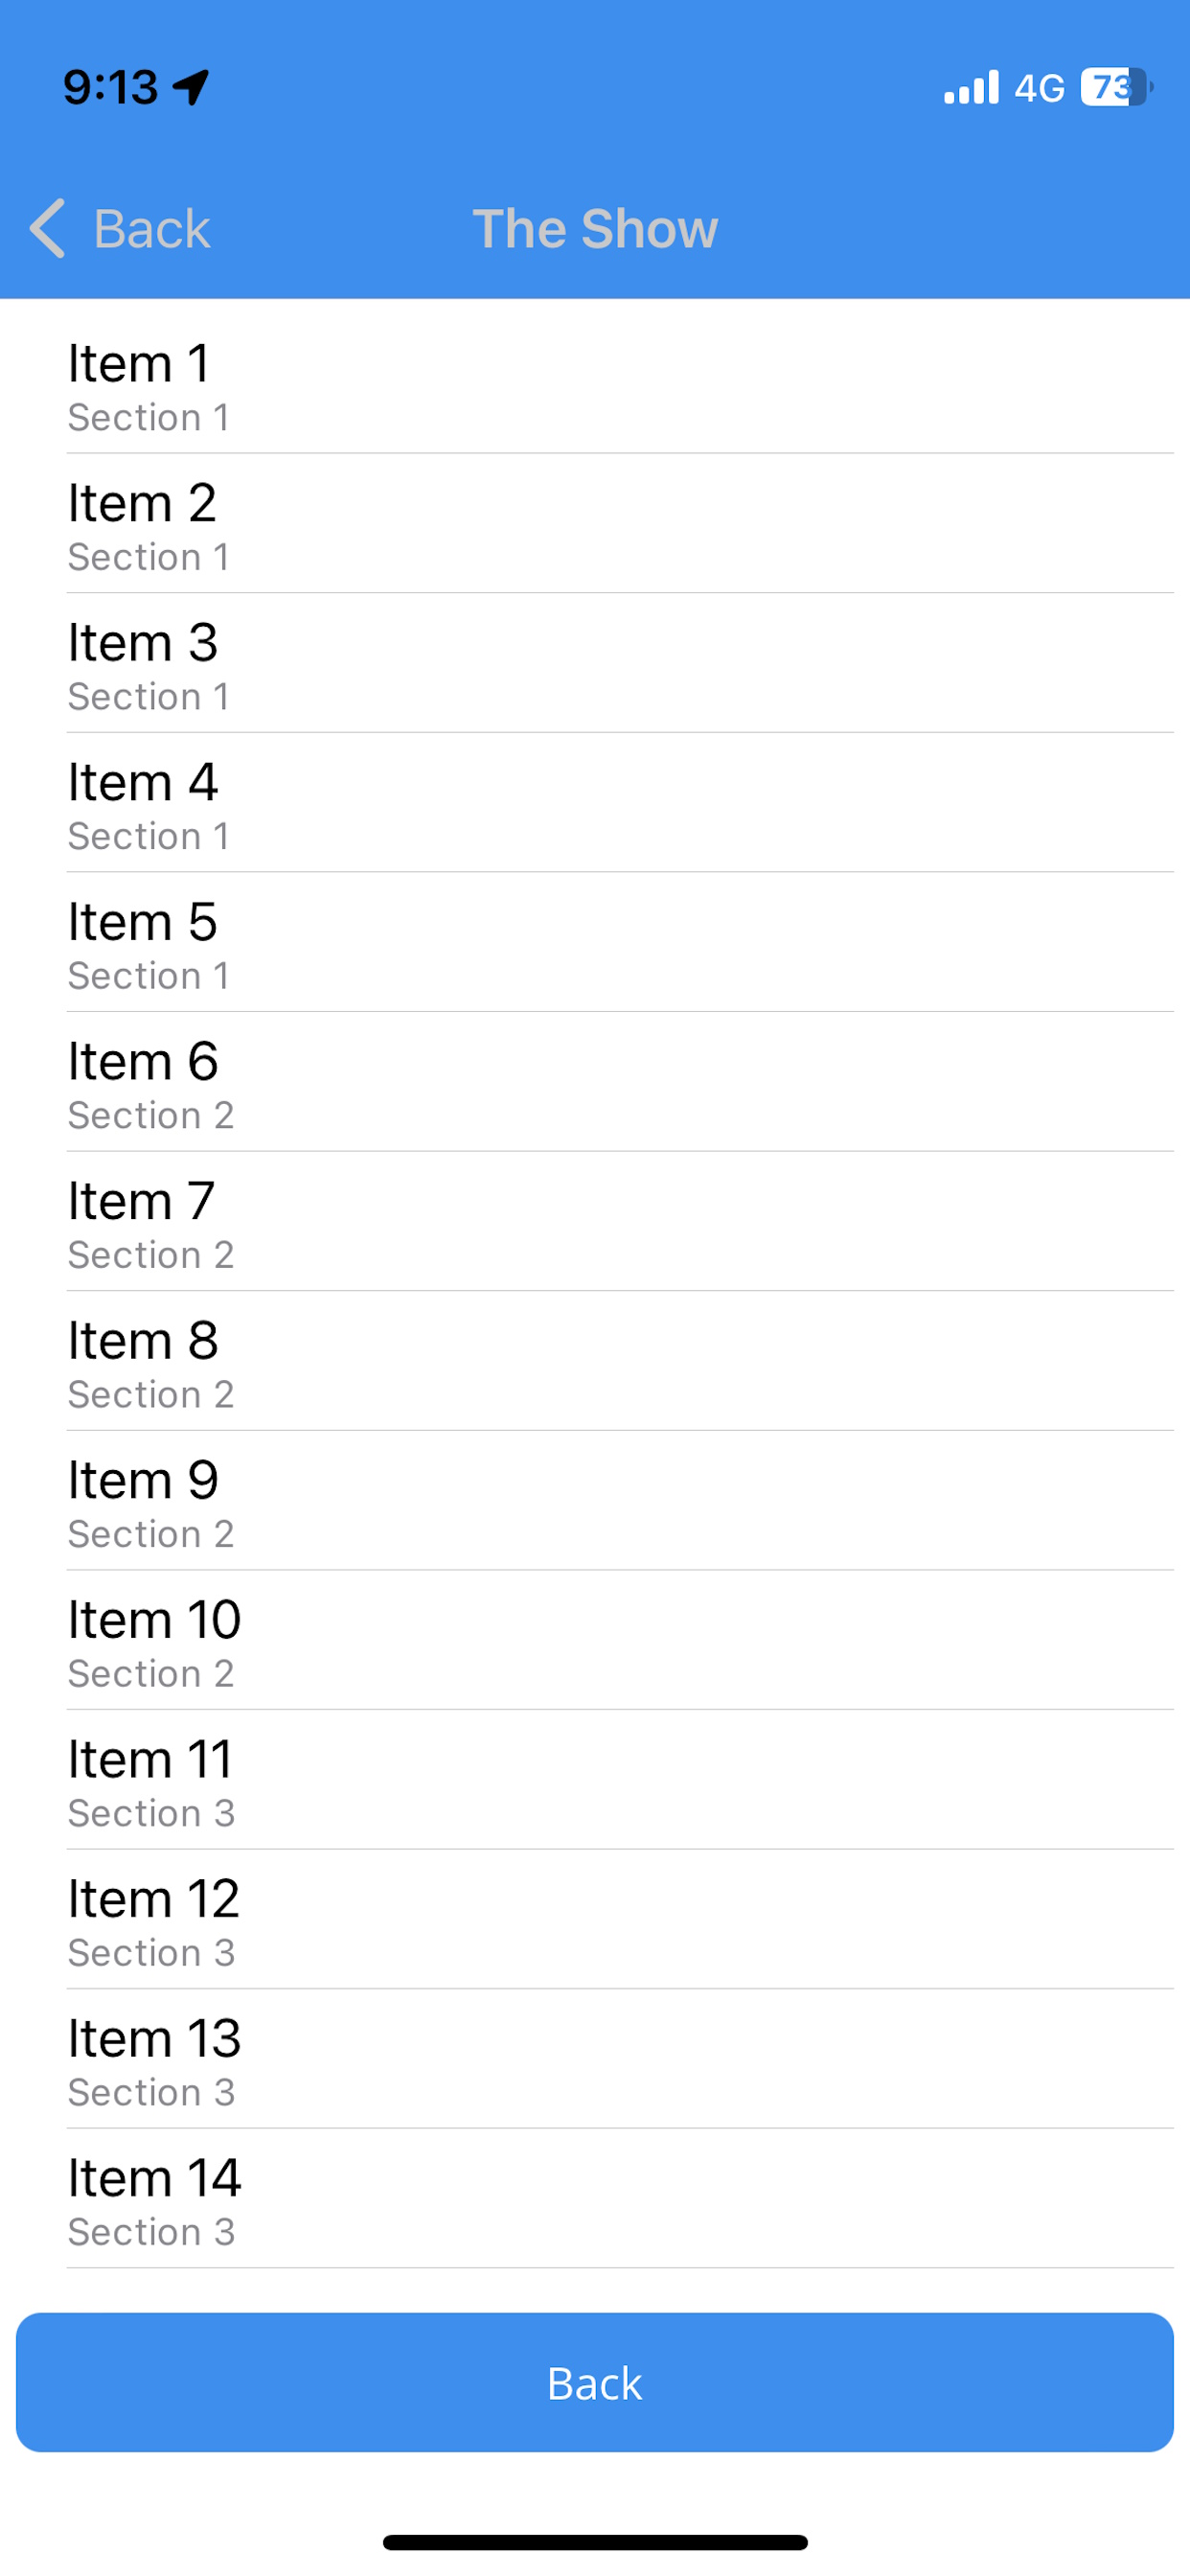 9:13 4G 73
Back The Show
Item 1
Section 1
Item 2
Section 1
Item 3
Section 1
Item 4
Section 1
Item 5
Section 1
Item 6
Section 2
Item 7
Section 2
Item 8
Section 2
Item 9
Section 2
Item 10
Section 2
Item 11
Section 3
Item 12
Section 3
Item 13
Section 3
Item 14
Section 3
Back